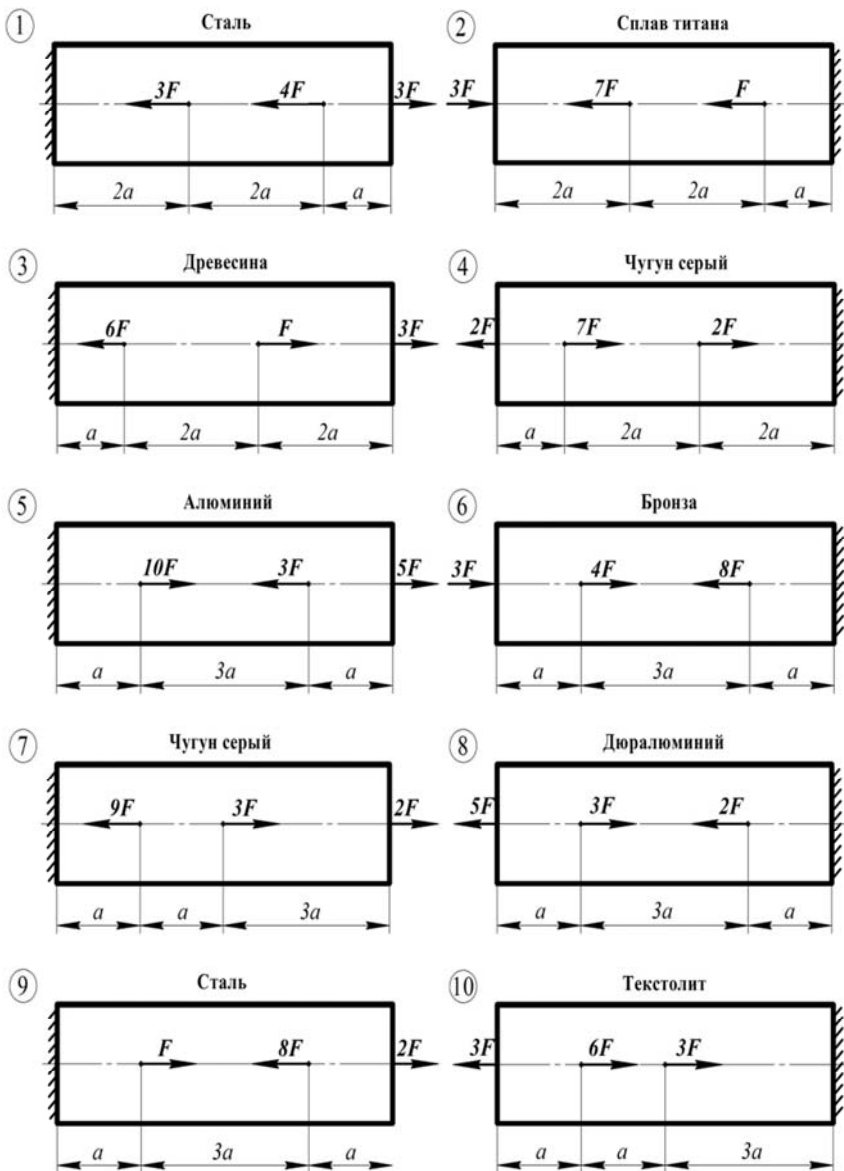 1 Сталь 2 Сплав титана
3F 4F 3F 3F 7F F
2a 2a a 2a 2a a
3 Древесина 4 Чугун серый
6F F 3F 2F 7F 2F
a 2a 2a a 2a 2a
5 Алюминий 6 Бронза
10F 3F 5F 3F 4F 8F
a 3a a a 3a a
7 Чугун серый 8 Дюралюминий
9F 3F 2F 5F 3F 2F
a a 3a a 3a a
9 Сталь 10 Текстолит
F 8F 2F 3F 6F 3F
a 3a a a a 3a